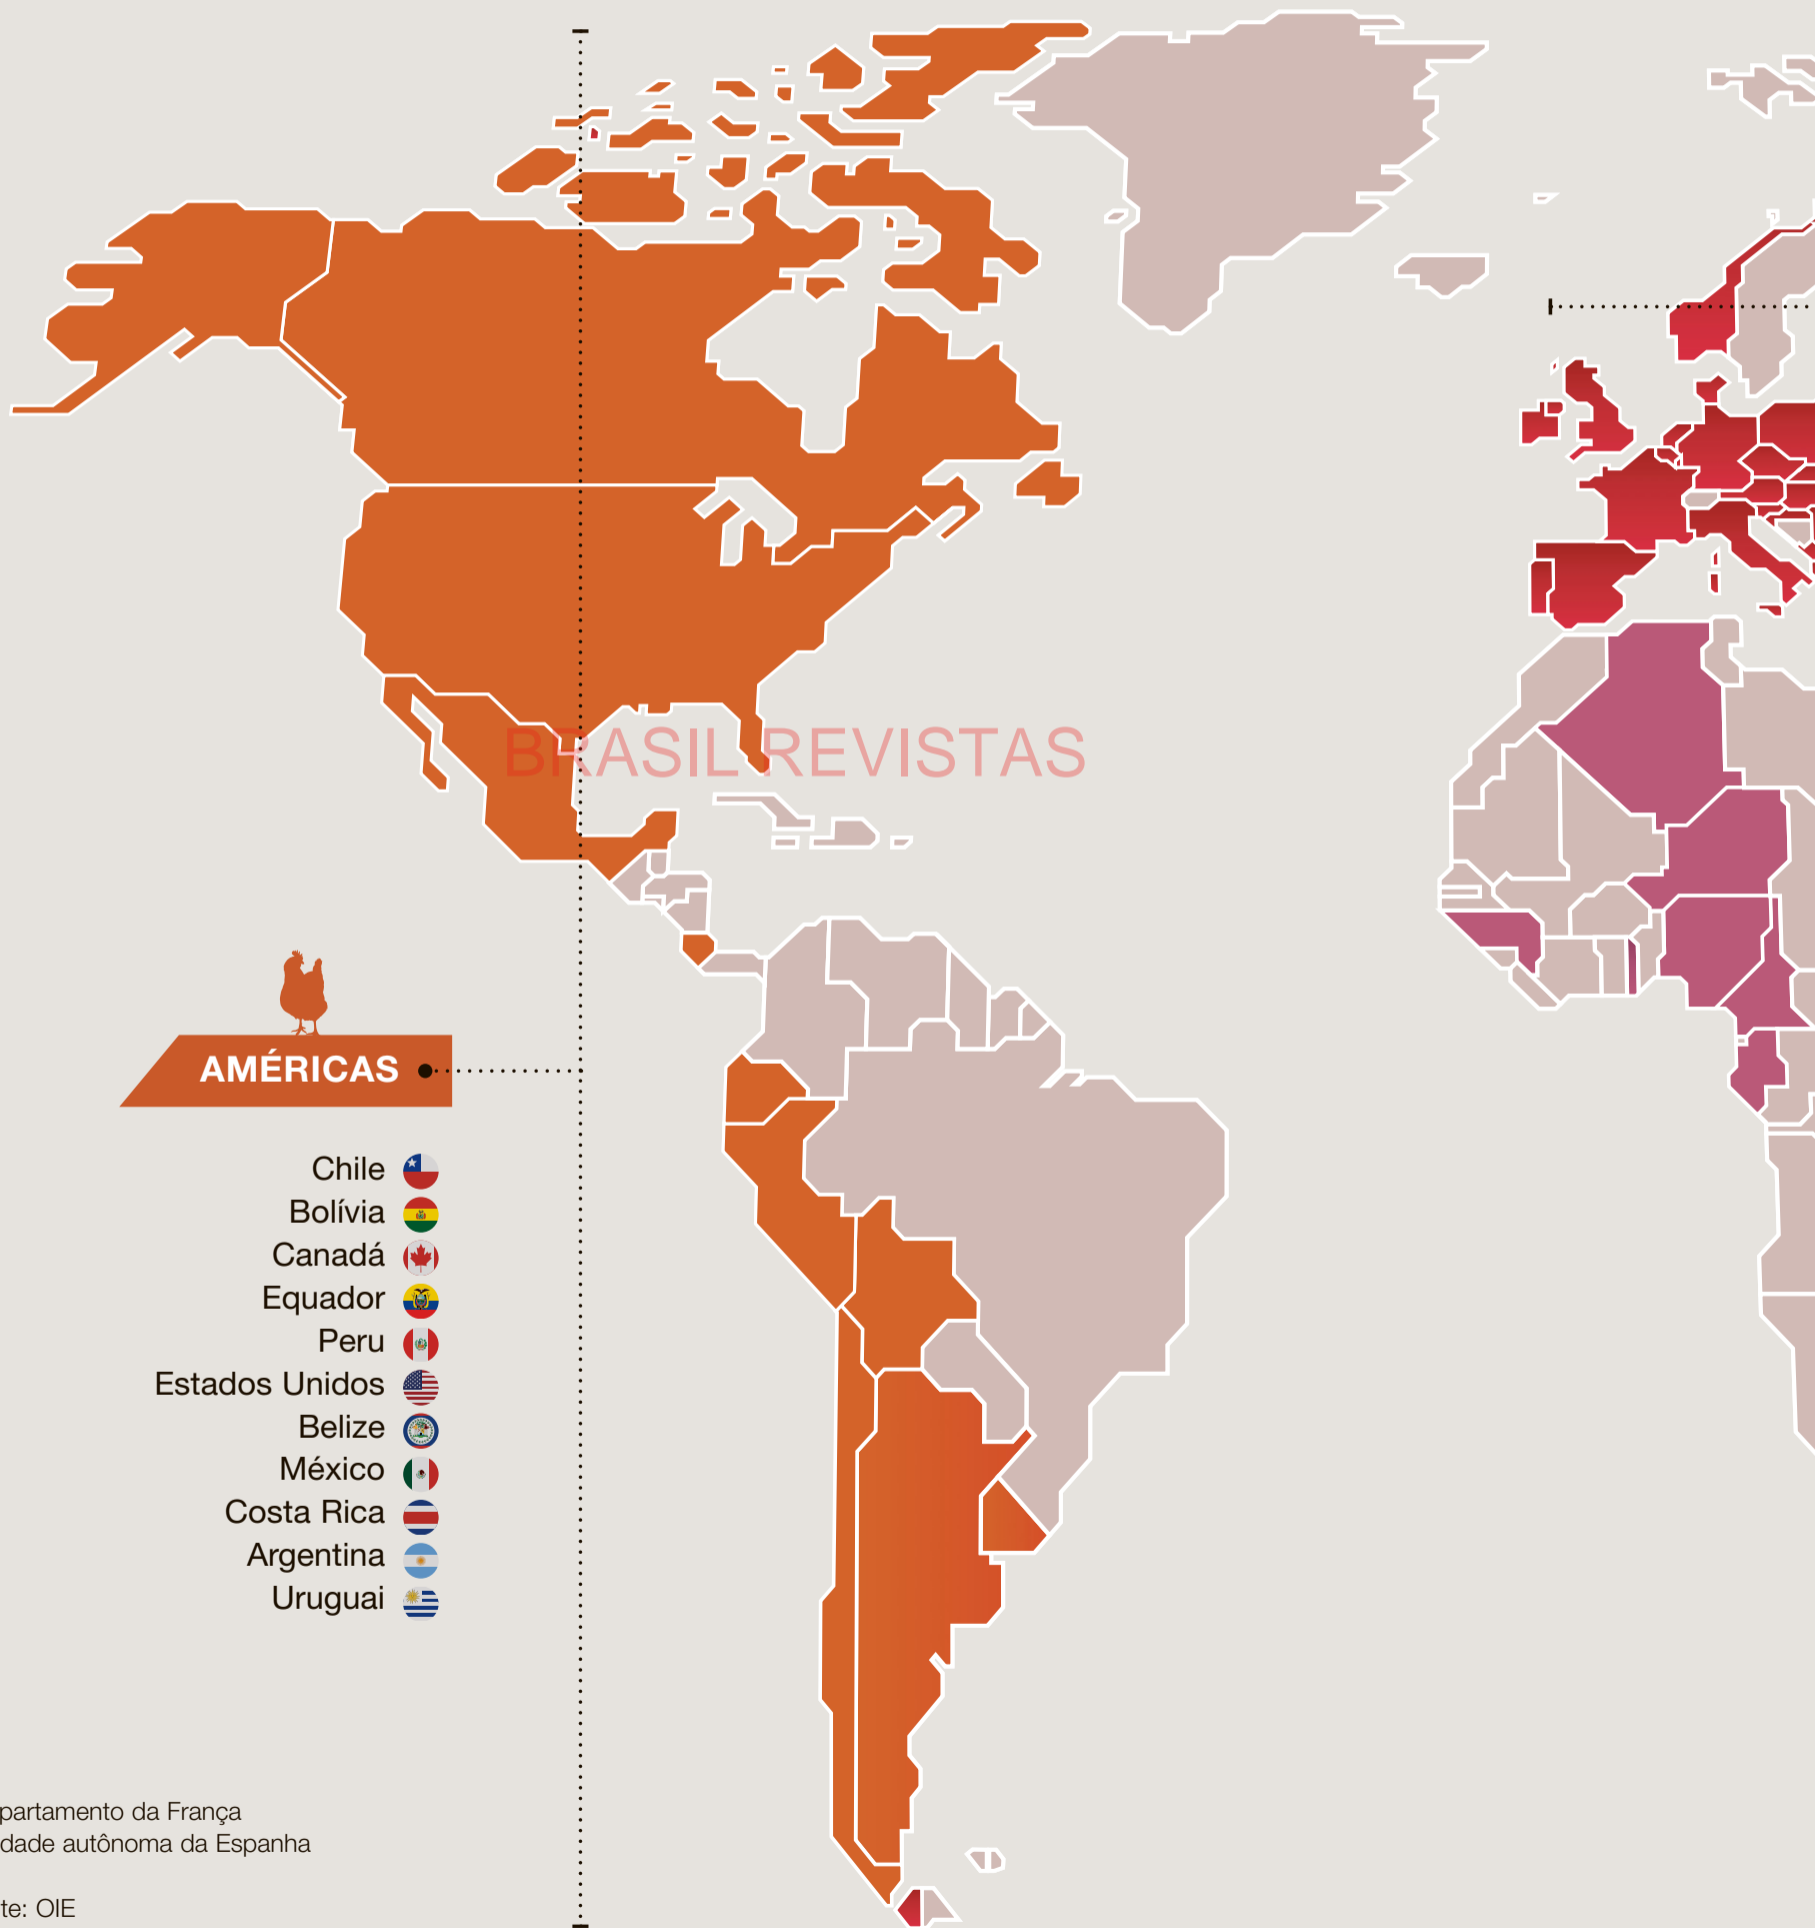 BRASIL REVISTAS
AMÉRICAS
Chile
Bolívia
Canadá
Equador
Peru
Estados Unidos
Belize
México
Costa Rica
Argentina
Uruguai
partamento da França
dade autônoma da Espanha
te: OIE